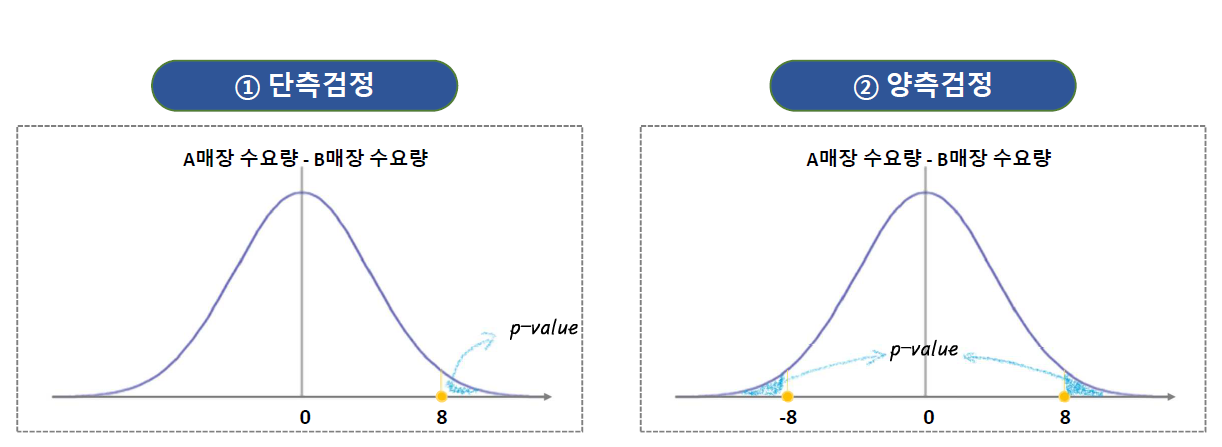 ① 단측검정
A매장 수요량 - B매장 수요량
p-value
0
8
② 양측검정
A매장 수요량 - B매장 수요량
p-value
-8
0
8